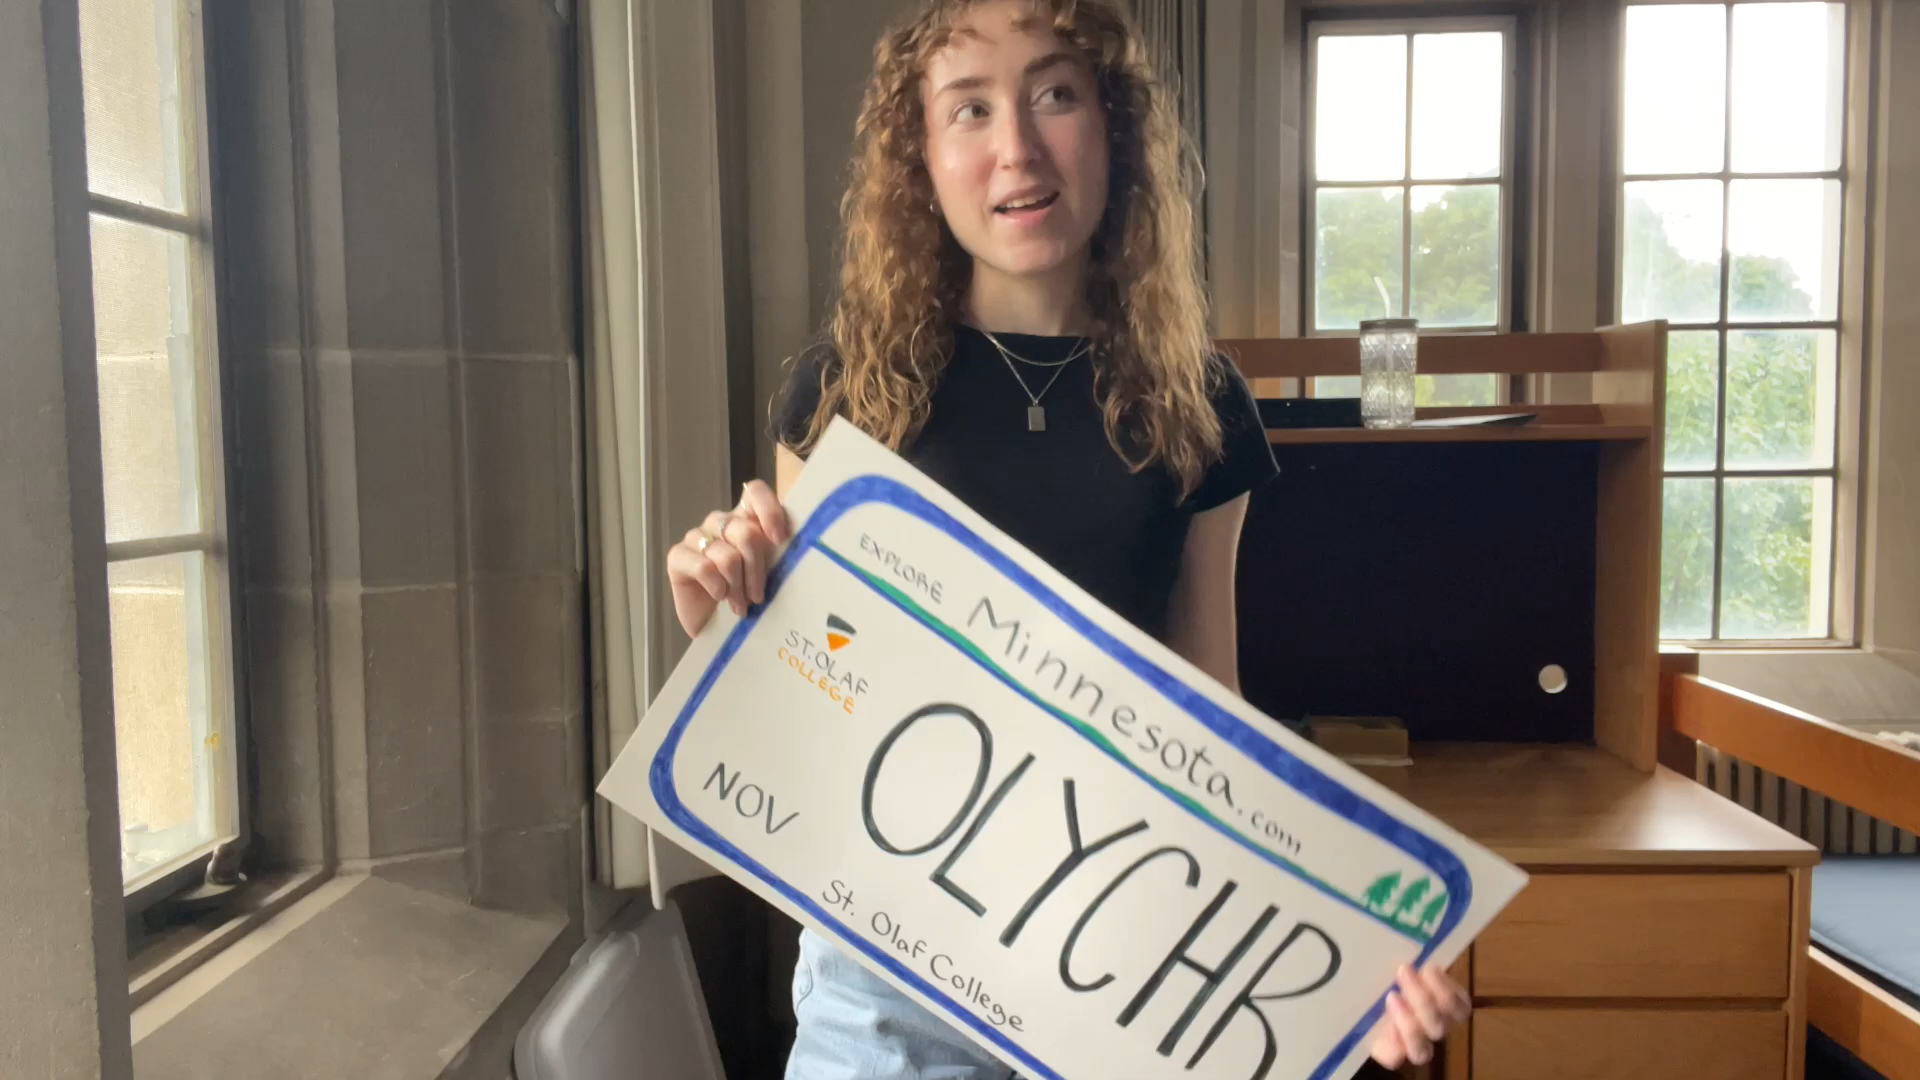 EXPLORE Minnesota.com
ST. OLAF
COLLEGE
OLYCHR
NOV
St. Olaf College